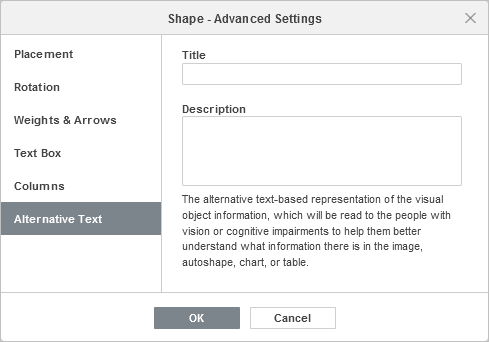 Shape - Advanced Settings
Placement
Rotation
Weights & Arrows
Text Box
Columns
Alternative Text
Title
Description
The alternative text-based representation of the visual
object information, which will be read to the people with
vision or cognitive impairments to help them better
understand what information there is in the image,
autoshape, chart, or table.
OK
Cancel